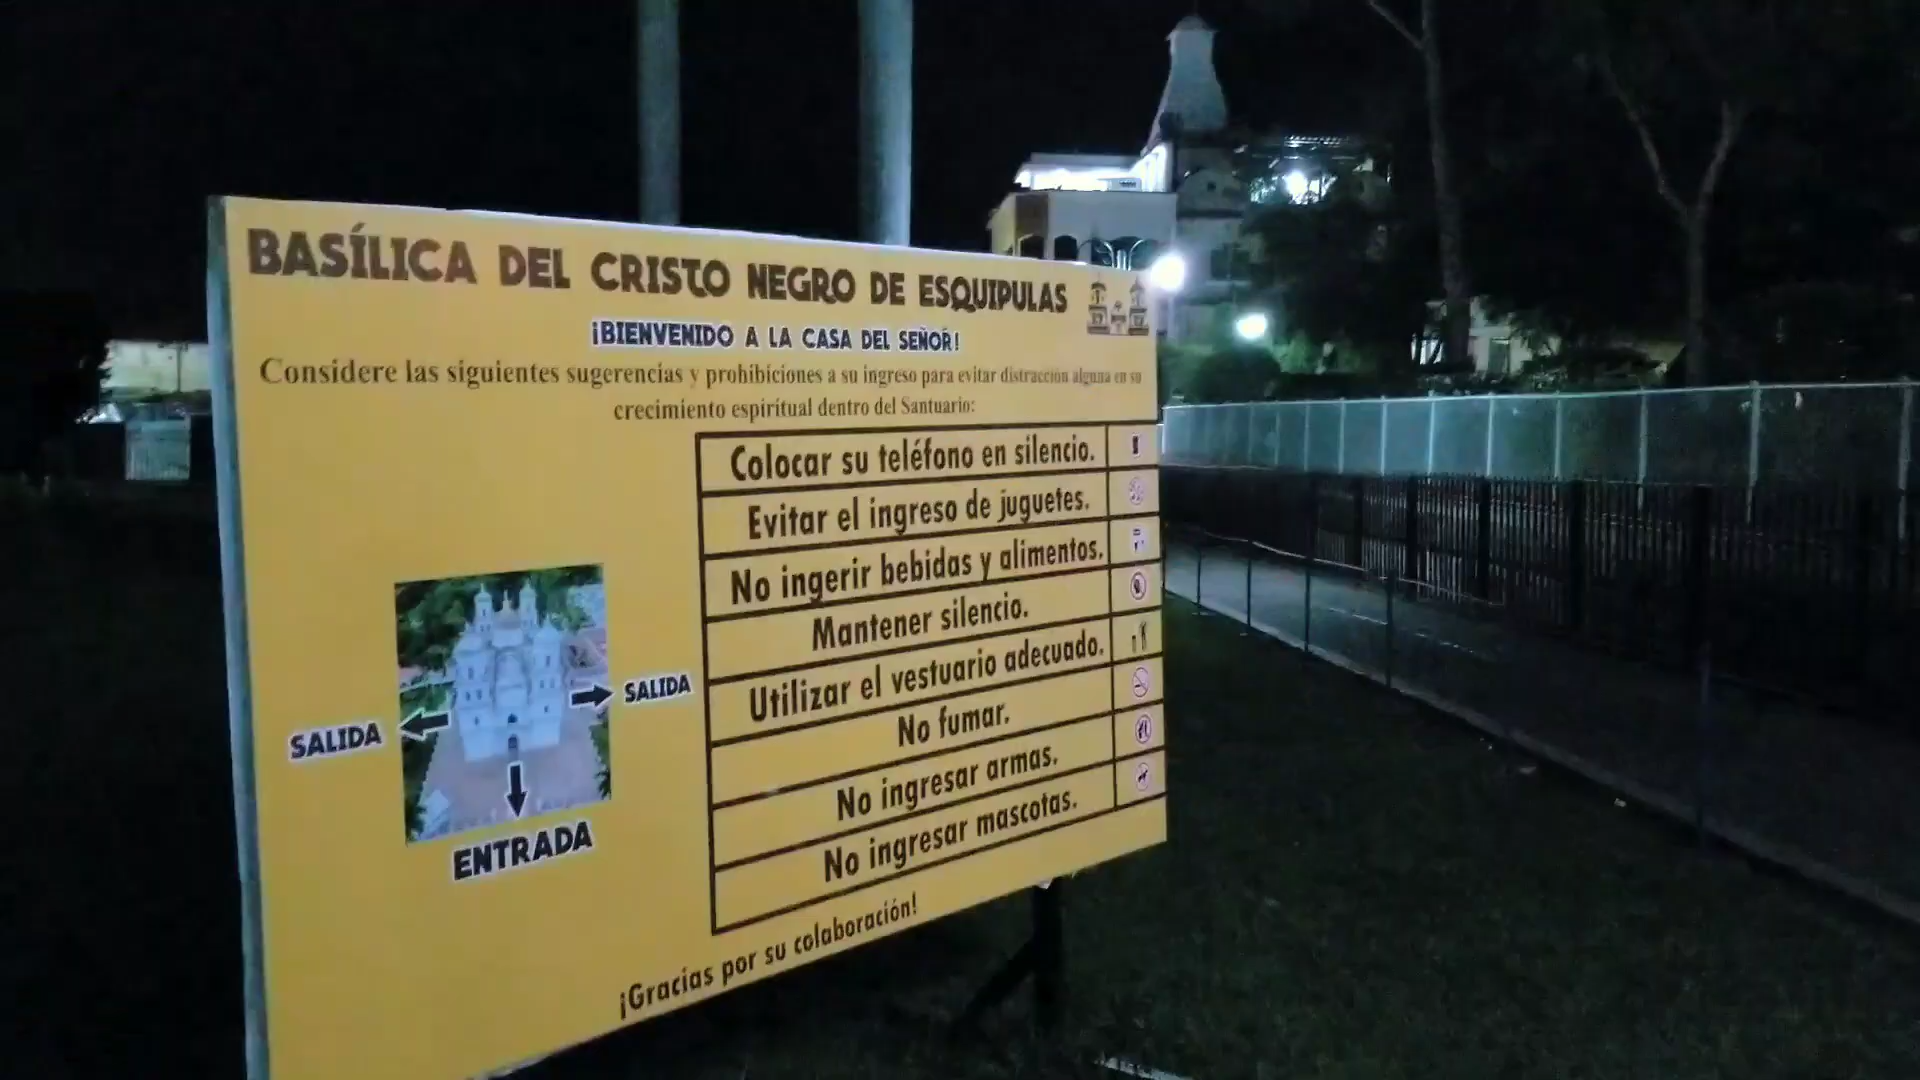 BASÍLICA DEL CRISTO NEGRO DE ESQUIPULAS
¡BIENVENIDO A LA CASA DEL SEÑOR!
Considere las siguientes sugerencias y prohibiciones a su ingreso para evitar distracción alguna en su
crecimiento espiritual dentro del Santuario:
Colocar su teléfono en silencio.
Evitar el ingreso de juguetes.
No ingerir bebidas y alimentos.
Mantener silencio.
Utilizar el vestuario adecuado.
No fumar.
No ingresar armas.
No ingresar mascotas.
SALIDA
SALIDA
ENTRADA
¡Gracias por su colaboración!